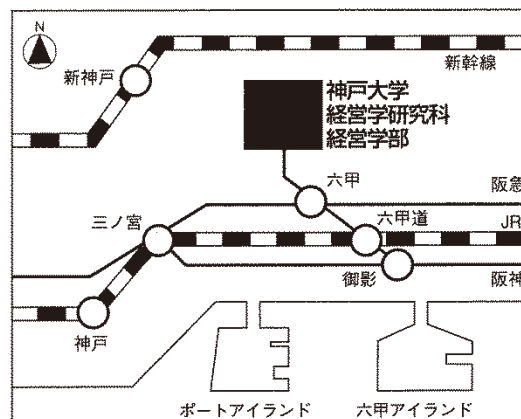 N
新幹線
新神戸
神戸大学
経営学研究科
経営学部
六甲
阪急
三ノ宮
六甲道
JR
御影
阪神
神戸
ポートアイランド
六甲アイランド